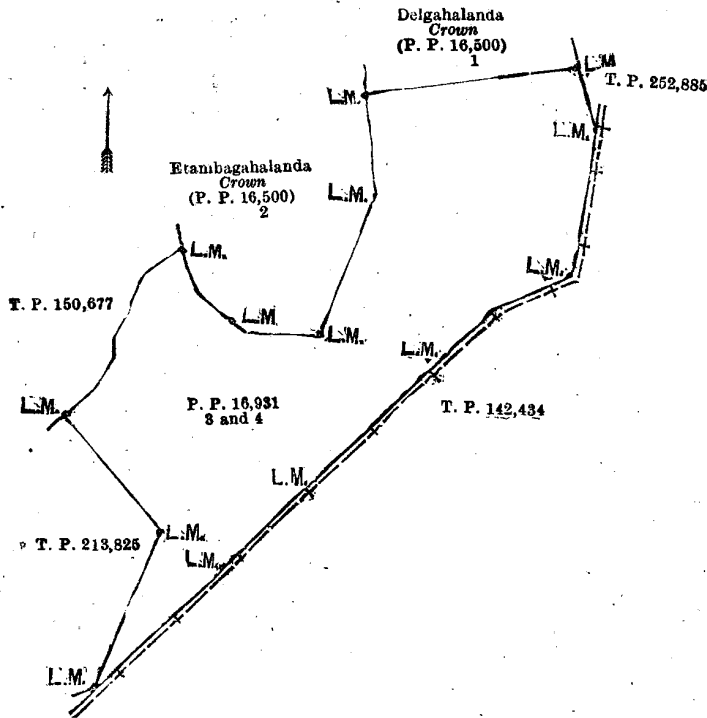 Delgahalanda
Crown
(P. P. 16,500)
1
L.M.
T. P. 252,885
L.M.
L.M.
Etambagahalanda
Crown
(P. P. 16,500)
2
L.M.
L.M.
L.M.
T. P. 150,677
L.M.
L.M.
L.M.
L.M.
P. P. 16,931
3 and 4
T. P. 142,434
L.M.
L.M.
T. P. 213,825
L.M.
L.M.